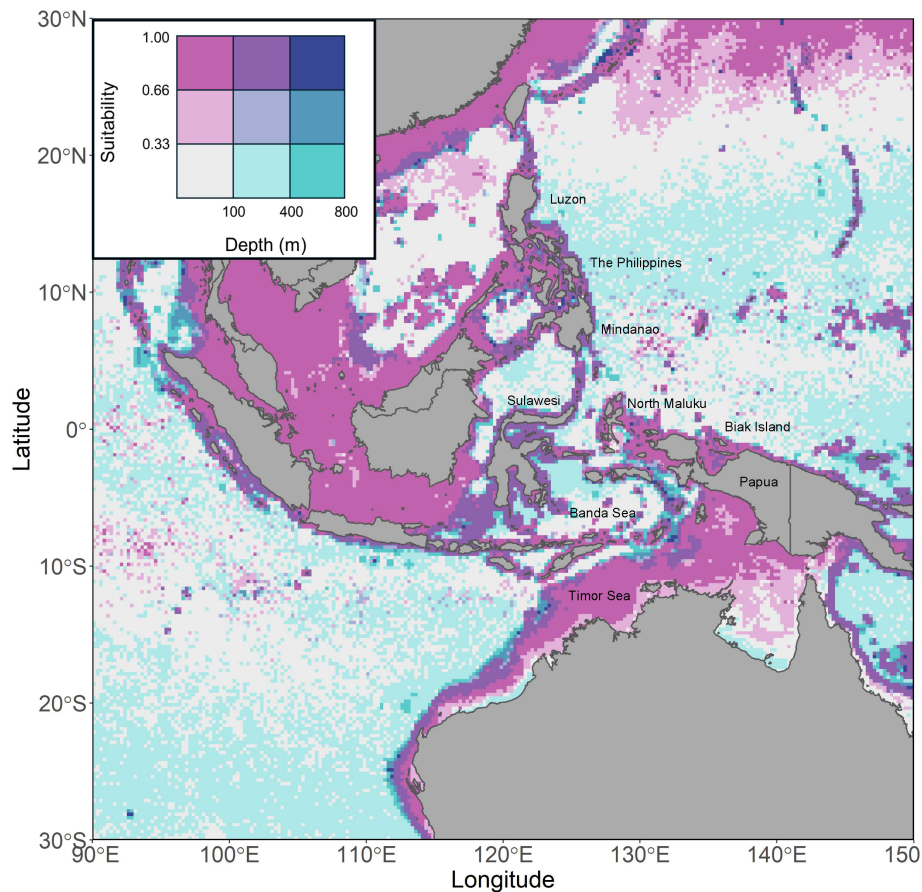 30°N
1.00
0.66
0.33
Suitability
100 400 800
Depth (m)
20°N
Luzon
The Philippines
10°N
Mindanao
Sulawesi
North Maluku
0°
Biak Island
Papua
Banda Sea
10°S
Timor Sea
20°S
30°S
Latitude
90°E 100°E 110°E 120°E 130°E 140°E 150
Longitude